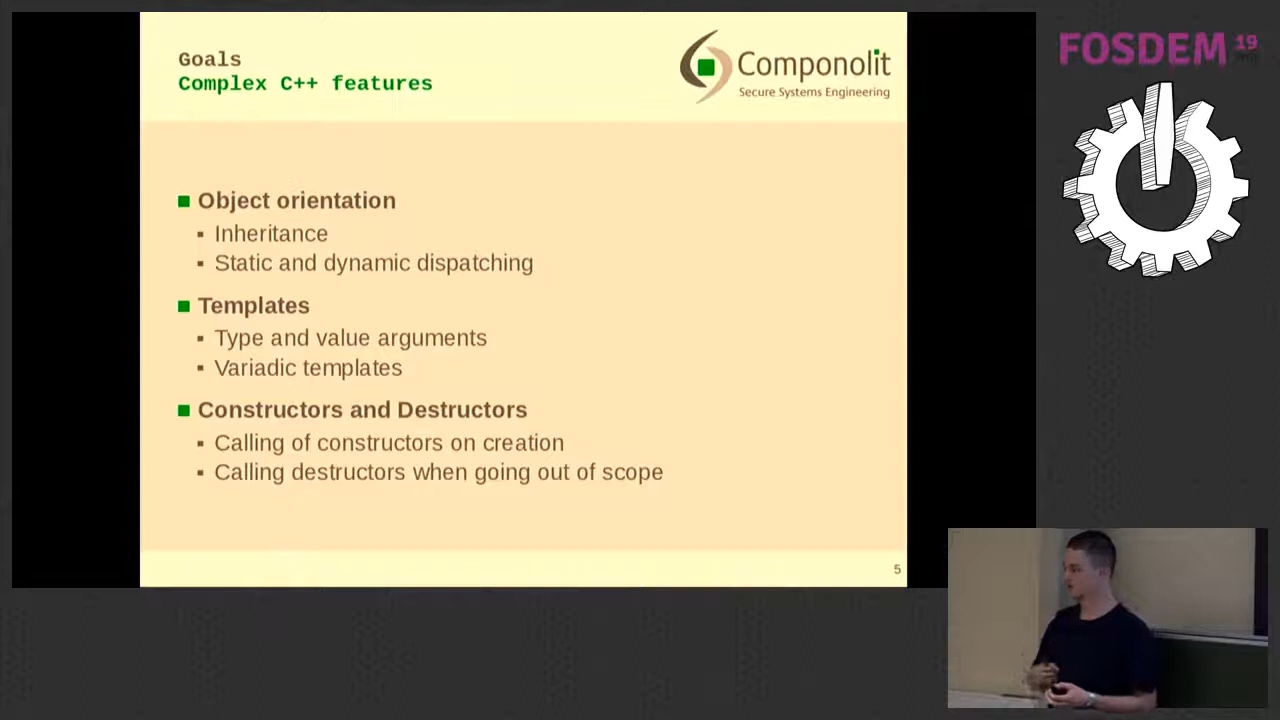 Goals
Complex C++ features
Componolit
Secure Systems Engineering
Object orientation
Inheritance
Static and dynamic dispatching
Templates
Type and value arguments
Variadic templates
Constructors and Destructors
Calling of constructors on creation
Calling destructors when going out of scope
5
FOSDEM 19